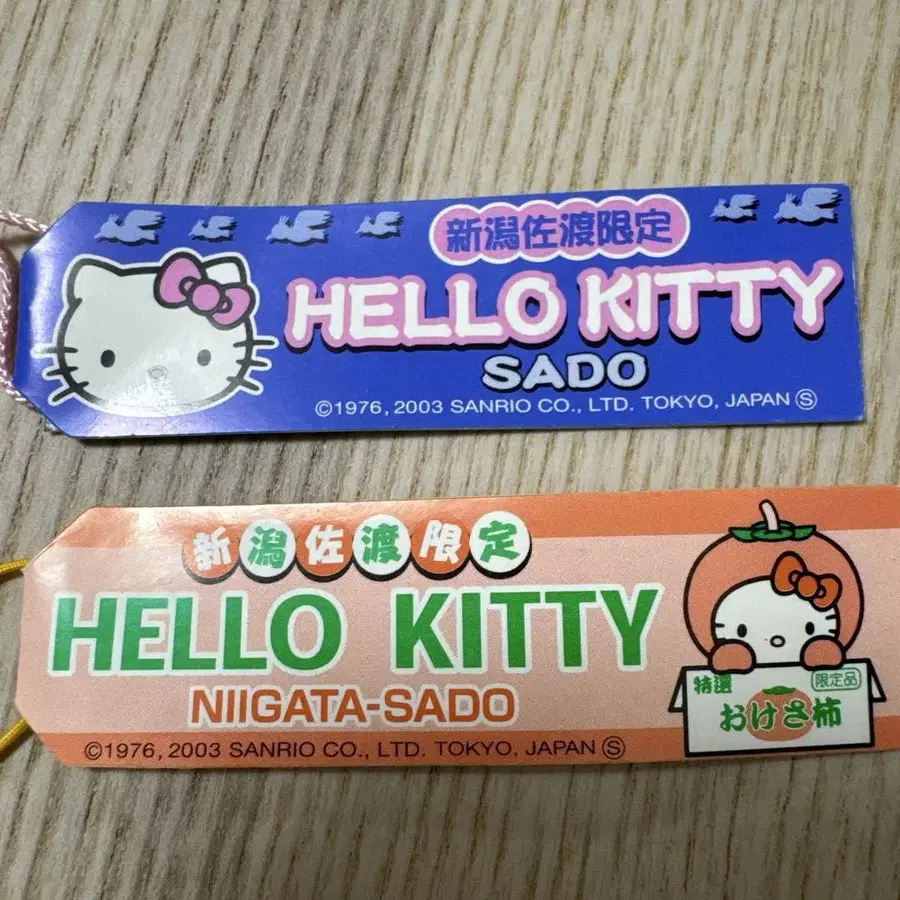 新潟佐渡限定
HELLO KITTY
SADO
©1976, 2003 SANRIO CO., LTD. TOKYO, JAPAN Ⓢ
新潟佐渡限定
HELLO KITTY
NIIGATA-SADO
©1976, 2003 SANRIO CO., LTD. TOKYO, JAPAN Ⓢ
特選 限定品
おけさ柿